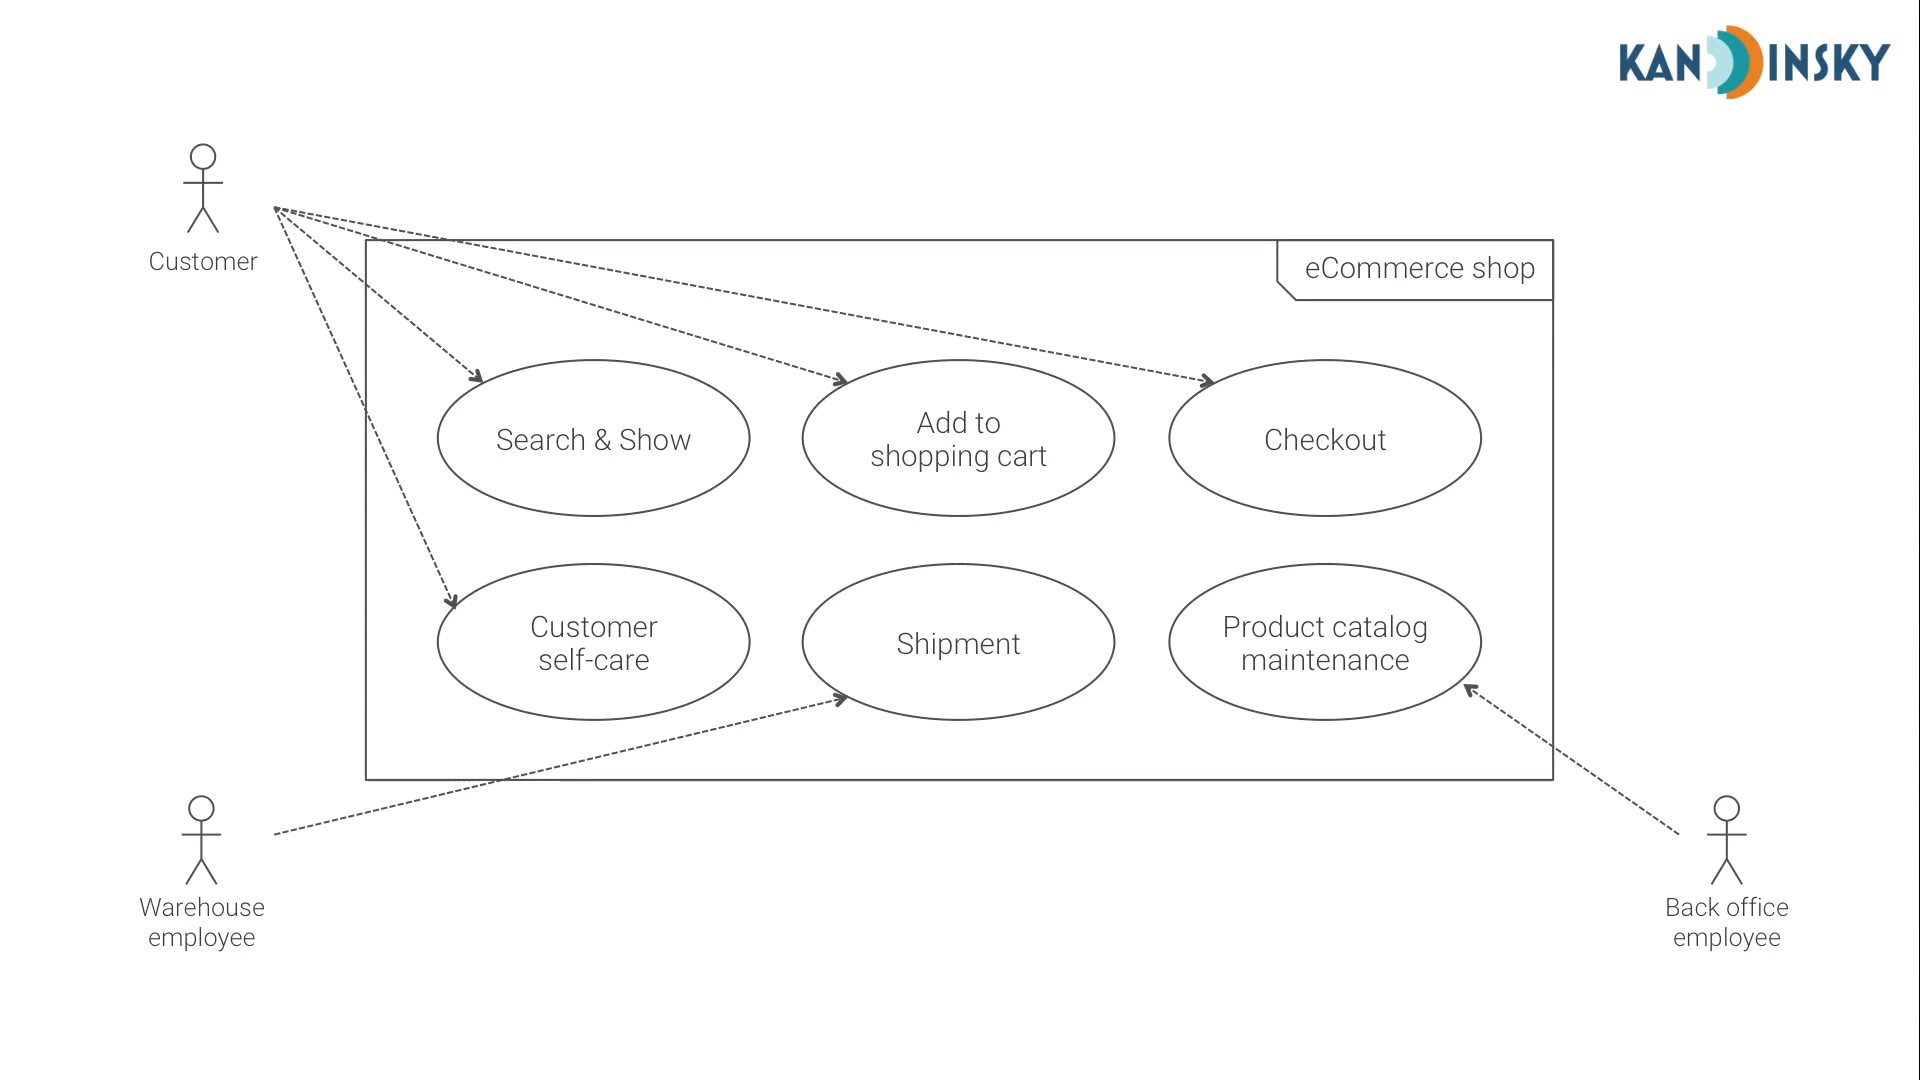 KANDINSKY
Customer
eCommerce shop
Search & Show
Add to
shopping cart
Checkout
Customer
self-care
Shipment
Product catalog
maintenance
Warehouse
employee
Back office
employee